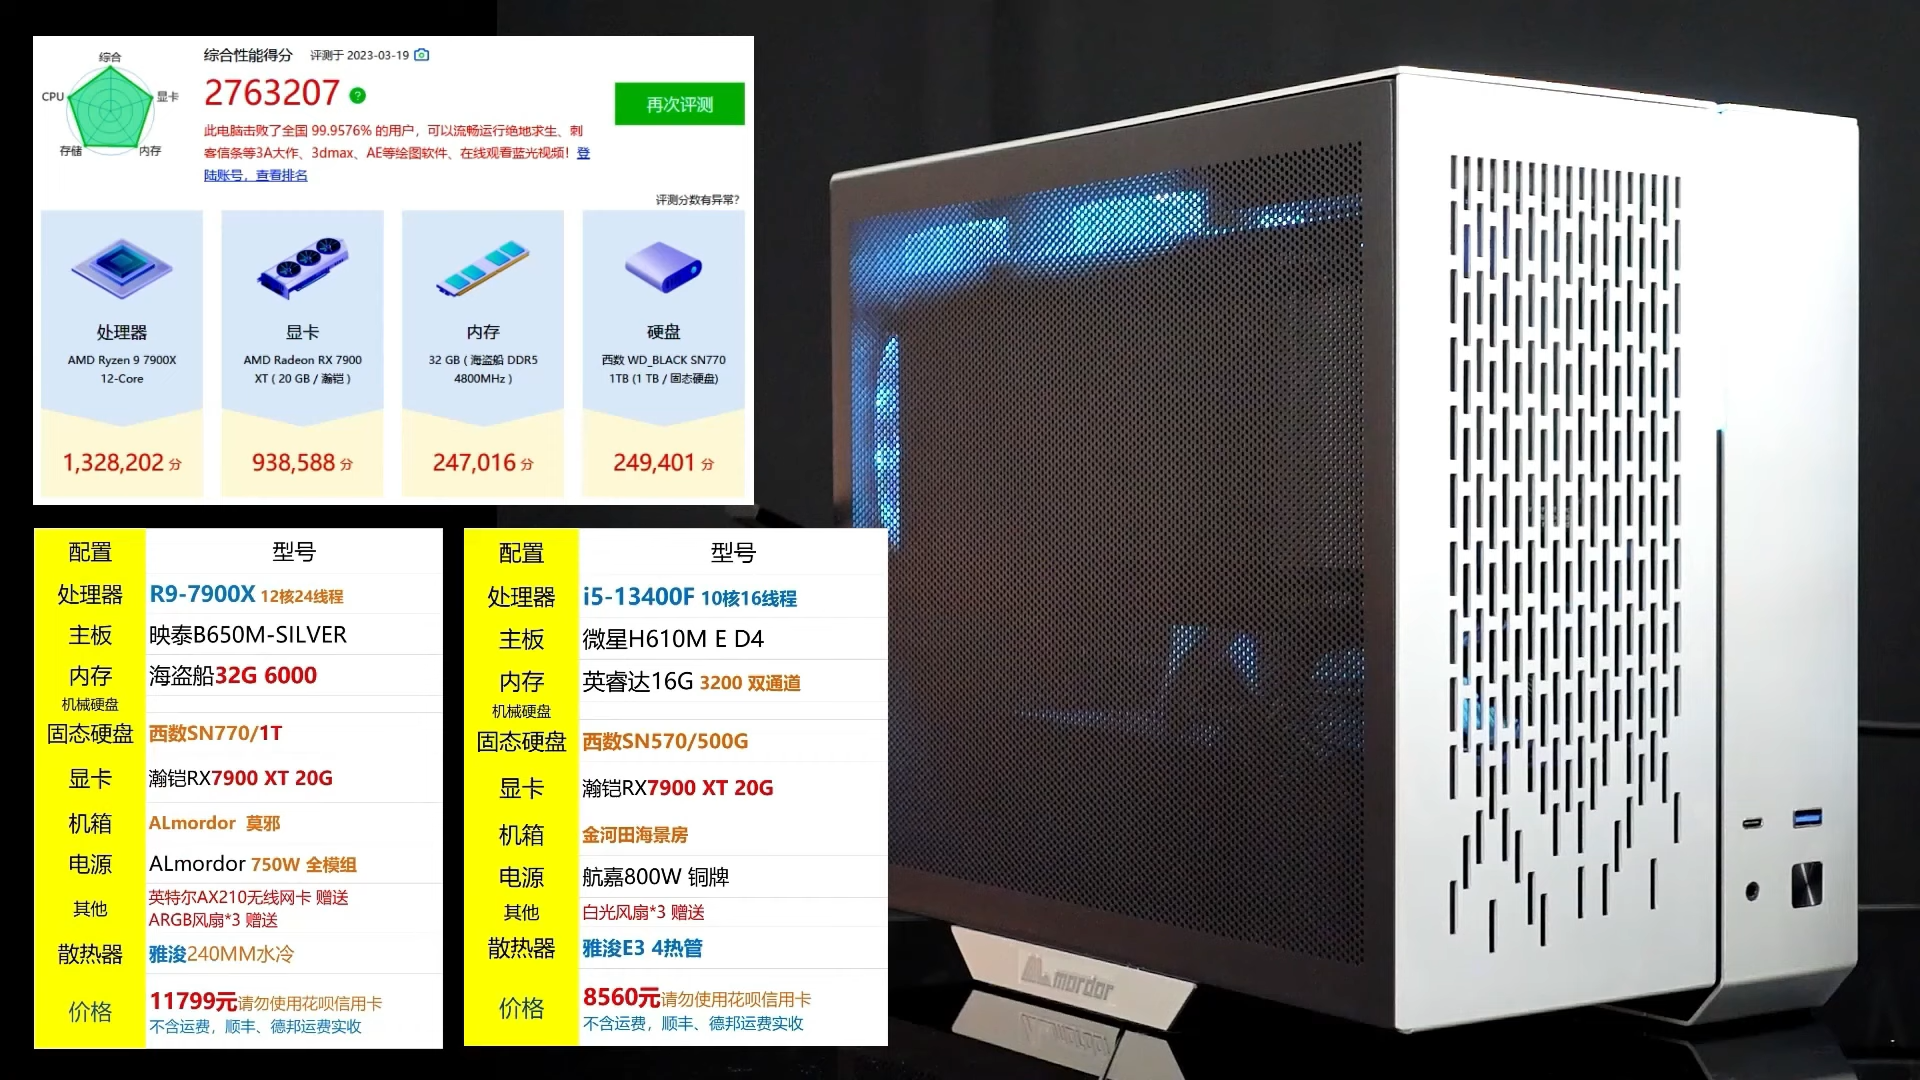 综合
CPU
显卡
存储
内存
综合性能得分 评测于 2023-03-19
2763207 ?
再次评测
此电脑击败了全国 99.9576% 的用户，可以流畅运行绝地求生、刺
客信条等3A大作、3dmax、AE等绘图软件、在线观看蓝光视频！登
陆账号，查看排名
评测分数有异常？
处理器
AMD Ryzen 9 7900X
12-Core
1,328,202 分
显卡
AMD Radeon RX 7900
XT ( 20 GB / 瀚铠 )
938,588 分
内存
32 GB ( 海盗船 DDR5
4800MHz )
247,016 分
硬盘
西数 WD_BLACK SN770
1TB (1 TB / 固态硬盘)
249,401 分
配置 型号
处理器 R9-7900X 12核24线程
主板 映泰B650M-SILVER
内存 海盗船32G 6000
机械硬盘
固态硬盘 西数SN770/1T
显卡 瀚铠RX7900 XT 20G
机箱 ALmordor 莫邪
电源 ALmordor 750W 全模组
其他 英特尔AX210无线网卡 赠送
ARGB风扇*3 赠送
散热器 雅浚240MM水冷
价格 11799元请勿使用花呗信用卡
不含运费，顺丰、德邦运费实收
配置 型号
处理器 i5-13400F 10核16线程
主板 微星H610M E D4
内存 英睿达16G 3200 双通道
机械硬盘
固态硬盘 西数SN570/500G
显卡 瀚铠RX7900 XT 20G
机箱 金河田海景房
电源 航嘉800W 铜牌
其他 白光风扇*3 赠送
散热器 雅浚E3 4热管
价格 8560元请勿使用花呗信用卡
不含运费，顺丰、德邦运费实收
mordor